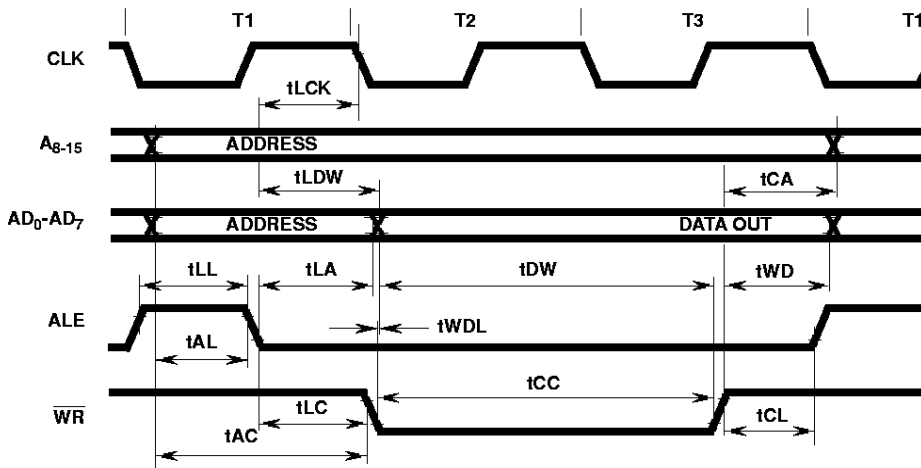 T1 T2 T3 T1
CLK
tLCK
A8-15 ADDRESS
tLDW tCA
AD0-AD7 ADDRESS DATA OUT
tLL tLA tDW tWD
ALE
tWDL
tAL
tCC
WR
tLC tCL
tAC